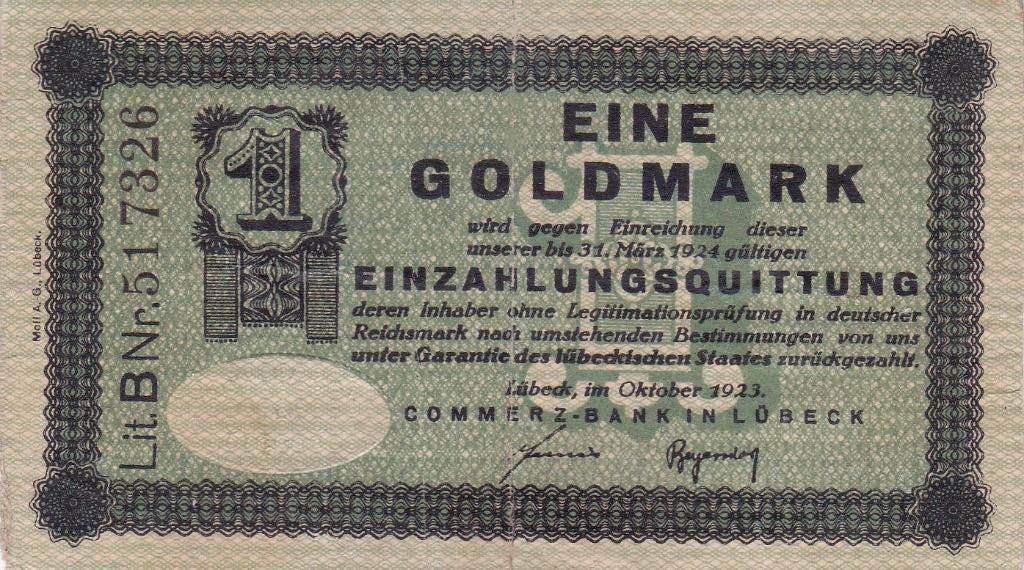 EINE
GOLDMARK
wird gegen Einreichung dieser
unserer bis 31. März 1924 gültigen
EINZAHLUNGSQUITTUNG
deren Inhaber ohne Legitimationsprüfung in deutscher
Reichsmark nach umstehenden Bestimmungen von uns
unter Garantie des lübeckischen Staates zurückgezahlt.
Lübeck, im Oktober 1923.
COMMERZ-BANK IN LÜBECK
1
Lit. B Nr. 517326
A.-G., Lübeck.